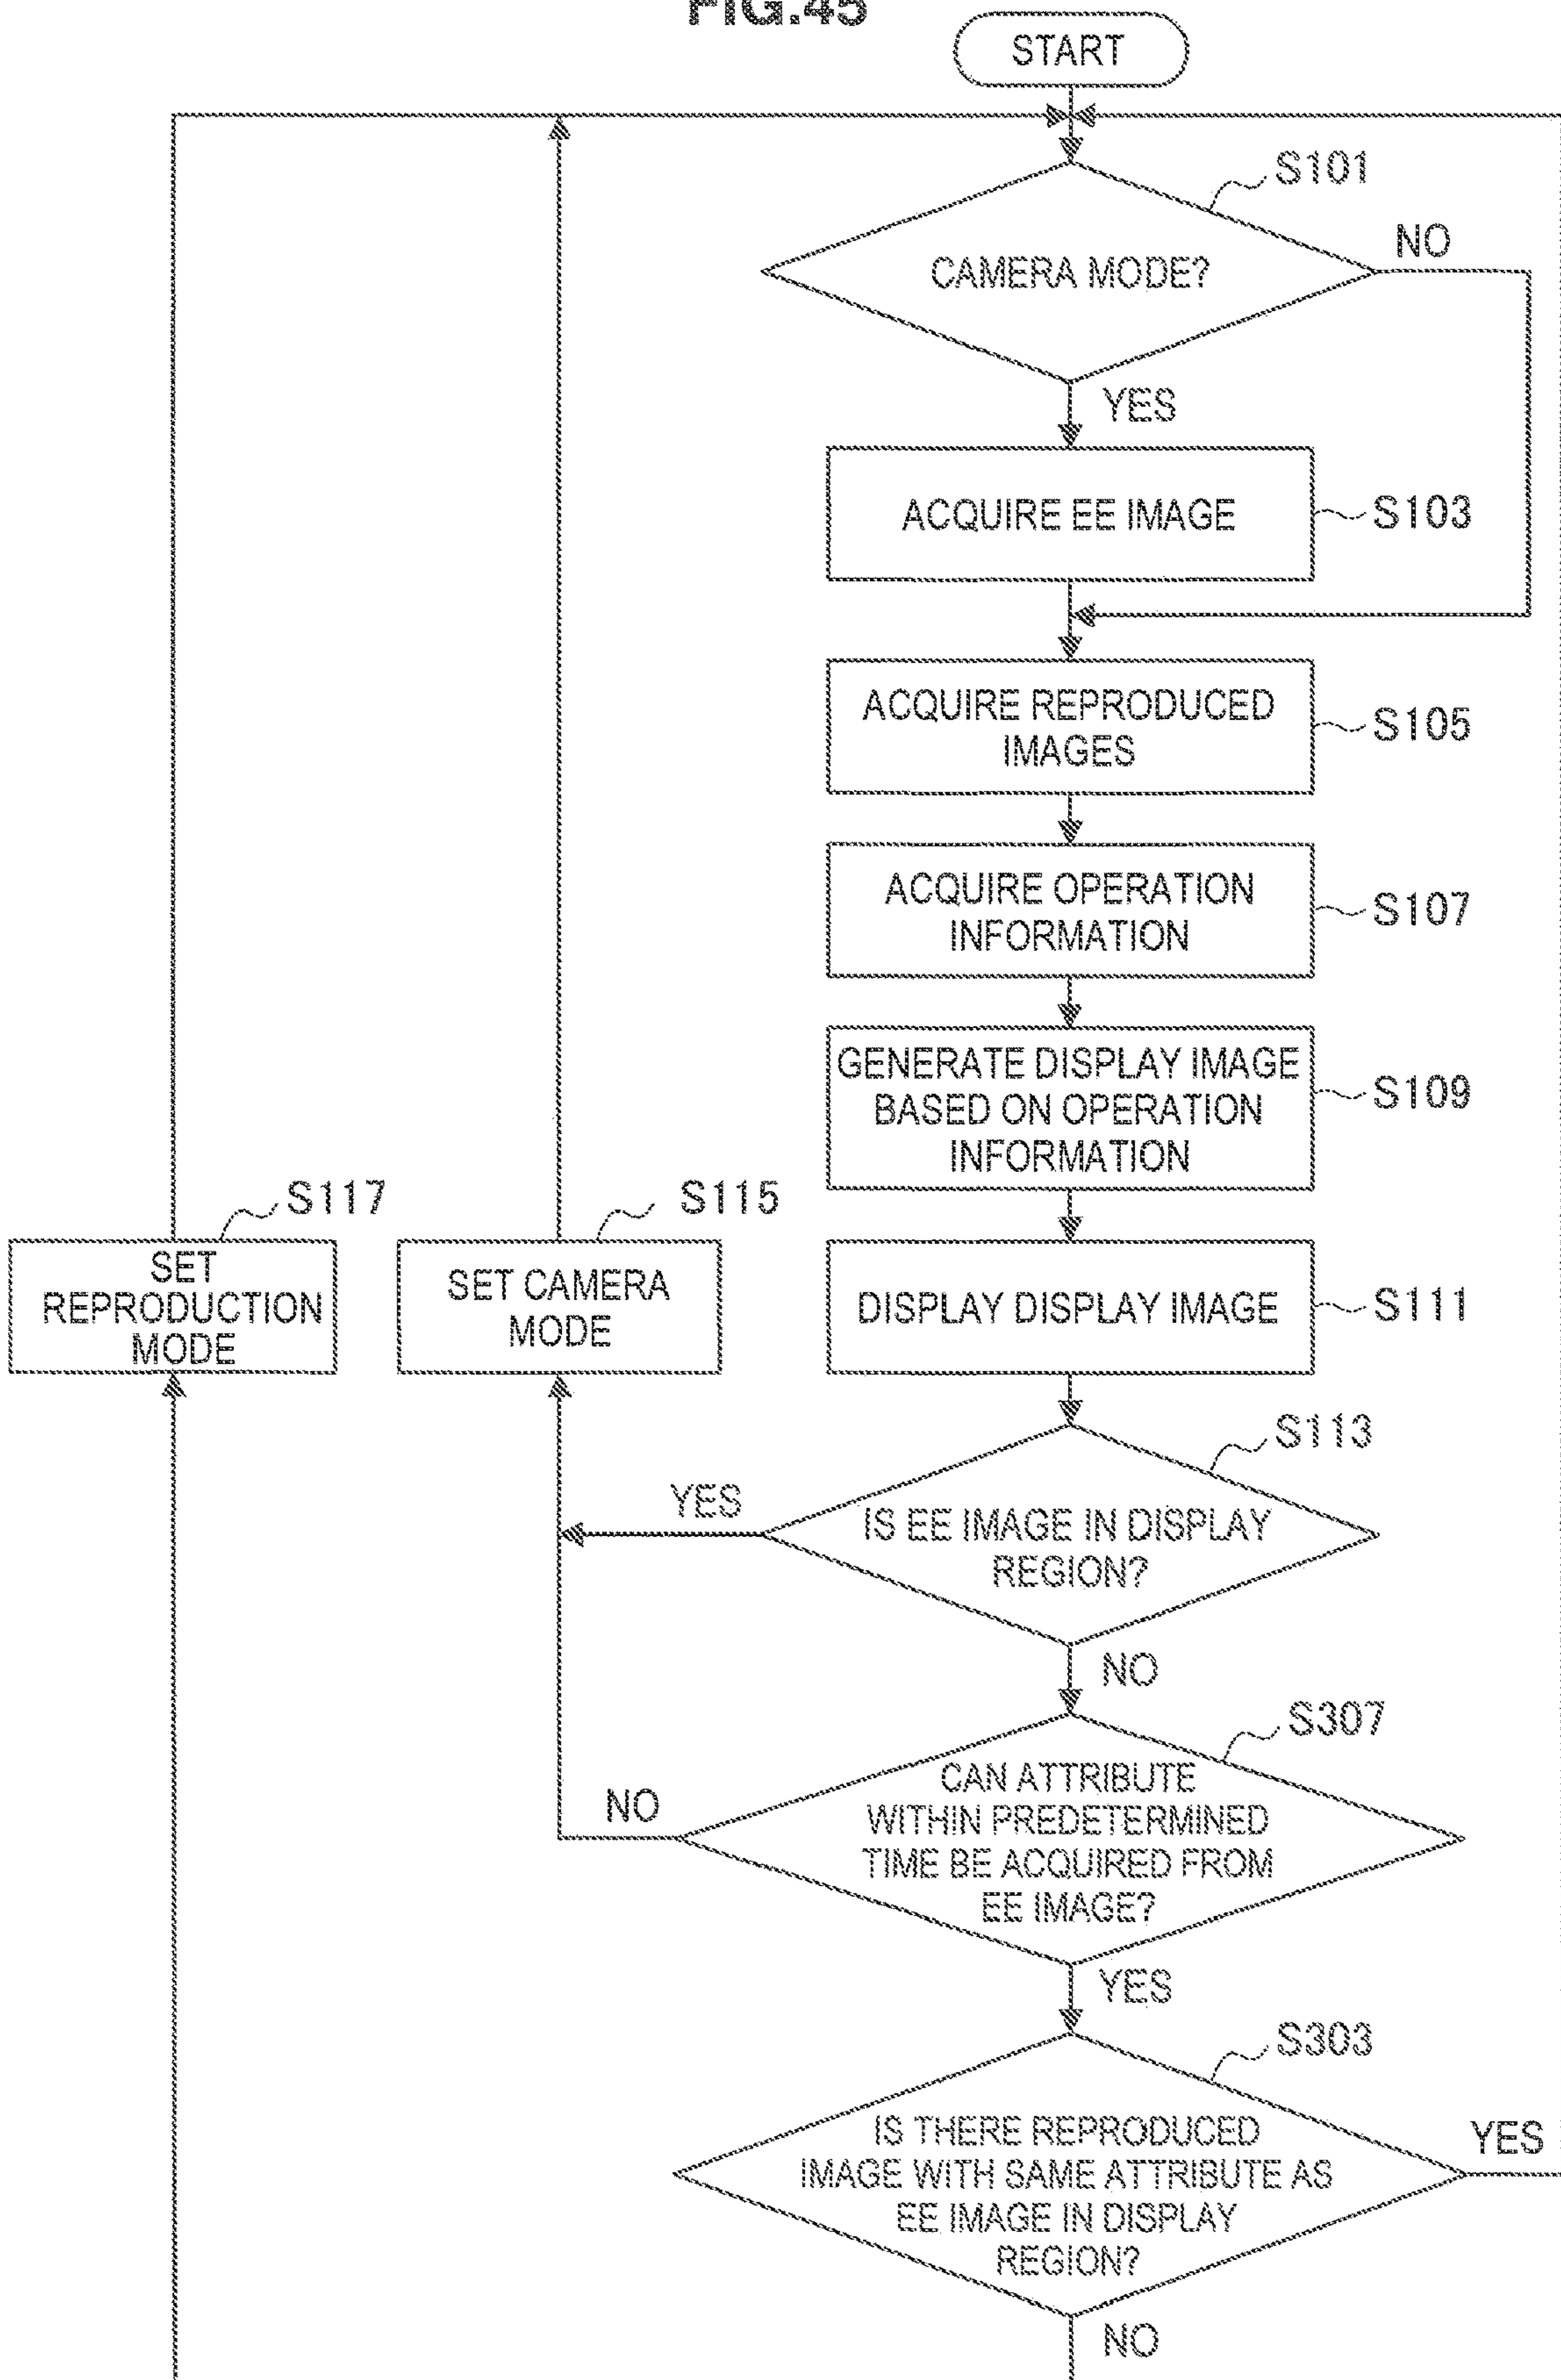 FIG.45
START
S101
CAMERA MODE?
NO
YES
ACQUIRE EE IMAGE
S103
ACQUIRE REPRODUCED
IMAGES
S105
ACQUIRE OPERATION
INFORMATION
S107
GENERATE DISPLAY IMAGE
BASED ON OPERATION
INFORMATION
S109
S117
SET
REPRODUCTION
MODE
S115
SET CAMERA
MODE
DISPLAY DISPLAY IMAGE
S111
S113
YES
IS EE IMAGE IN DISPLAY
REGION?
NO
S307
NO
CAN ATTRIBUTE
WITHIN PREDETERMINED
TIME BE ACQUIRED FROM
EE IMAGE?
YES
S303
IS THERE REPRODUCED
IMAGE WITH SAME ATTRIBUTE AS
EE IMAGE IN DISPLAY
REGION?
YES
NO